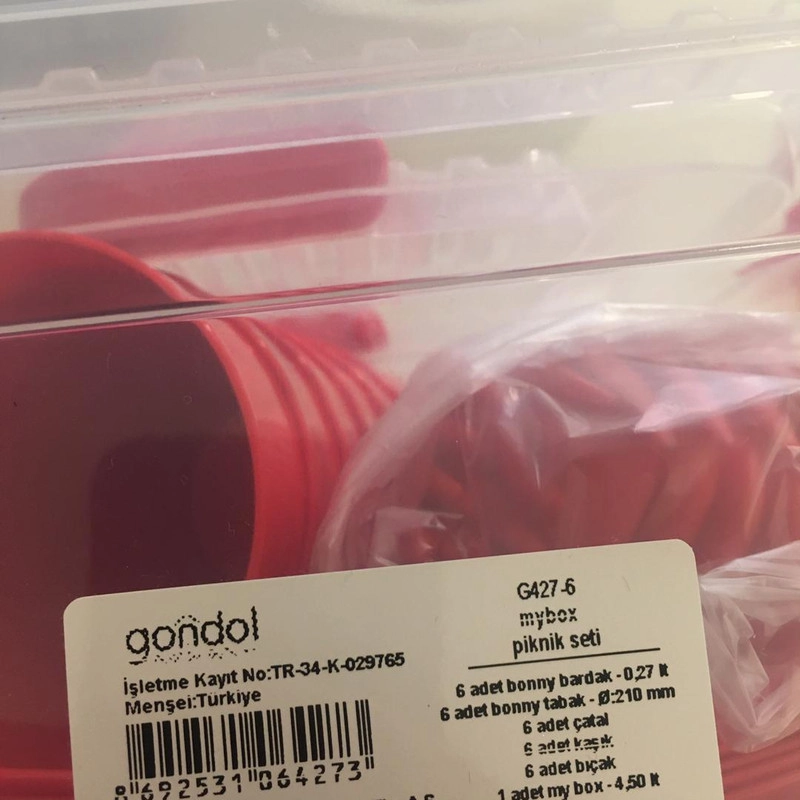 gondol
İşletme Kayıt No:TR-34-K-029765
Menşei:Türkiye
8 692531 064273
G427-6
mybox
piknik seti
6 adet bonny bardak - 0,27 lt
6 adet bonny tabak - Ø:210 mm
6 adet çatal
6 adet kaşık
6 adet bıçak
1 adet my box - 4,50 lt